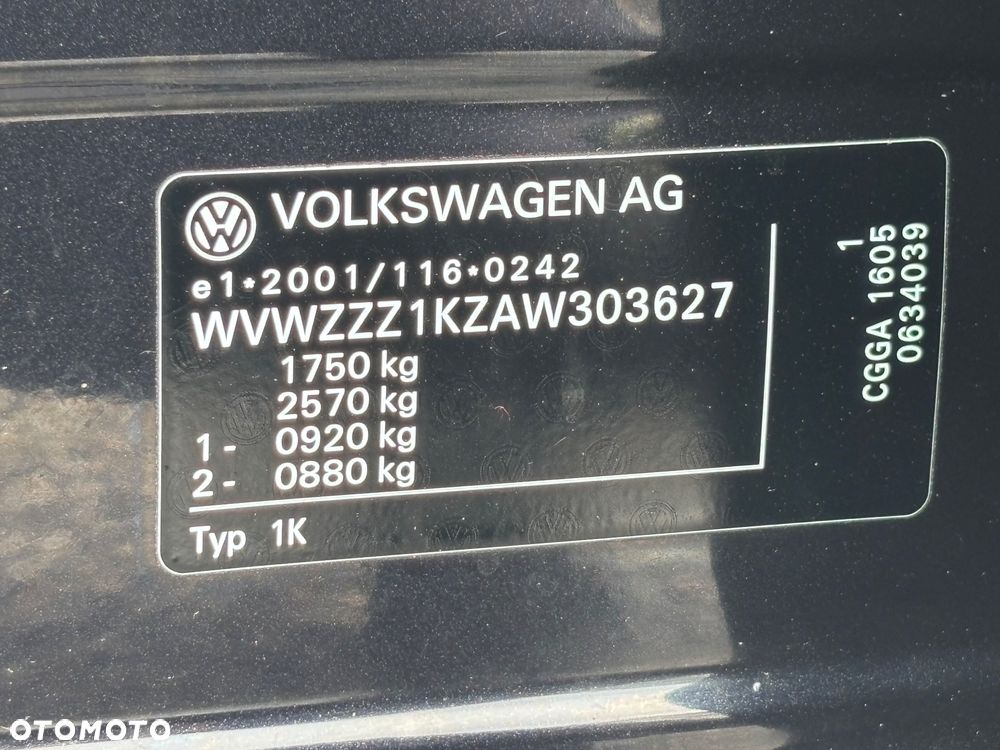 VOLKSWAGEN AG
e1*2001/116*0242
WVWZZZ1KZAW303627
1750 kg
2570 kg
1- 0920 kg
2- 0880 kg
Typ 1K
1
CGGA 1605
0634039
OTOMOTO